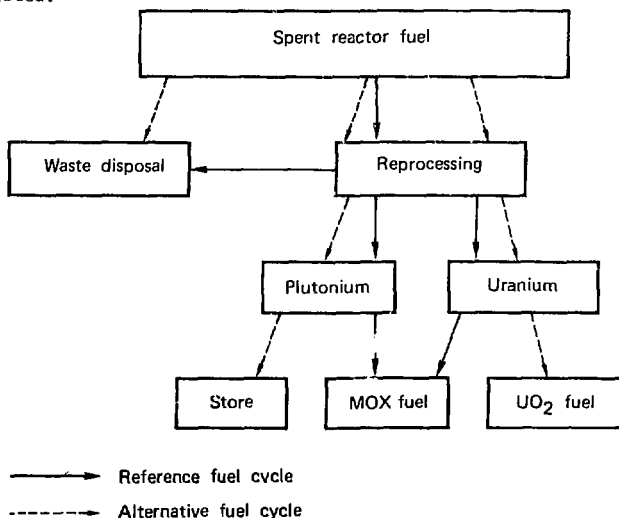 Spent reactor fuel
Waste disposal
Reprocessing
Plutonium
Uranium
Store
MOX fuel
UO2 fuel
Reference fuel cycle
Alternative fuel cycle